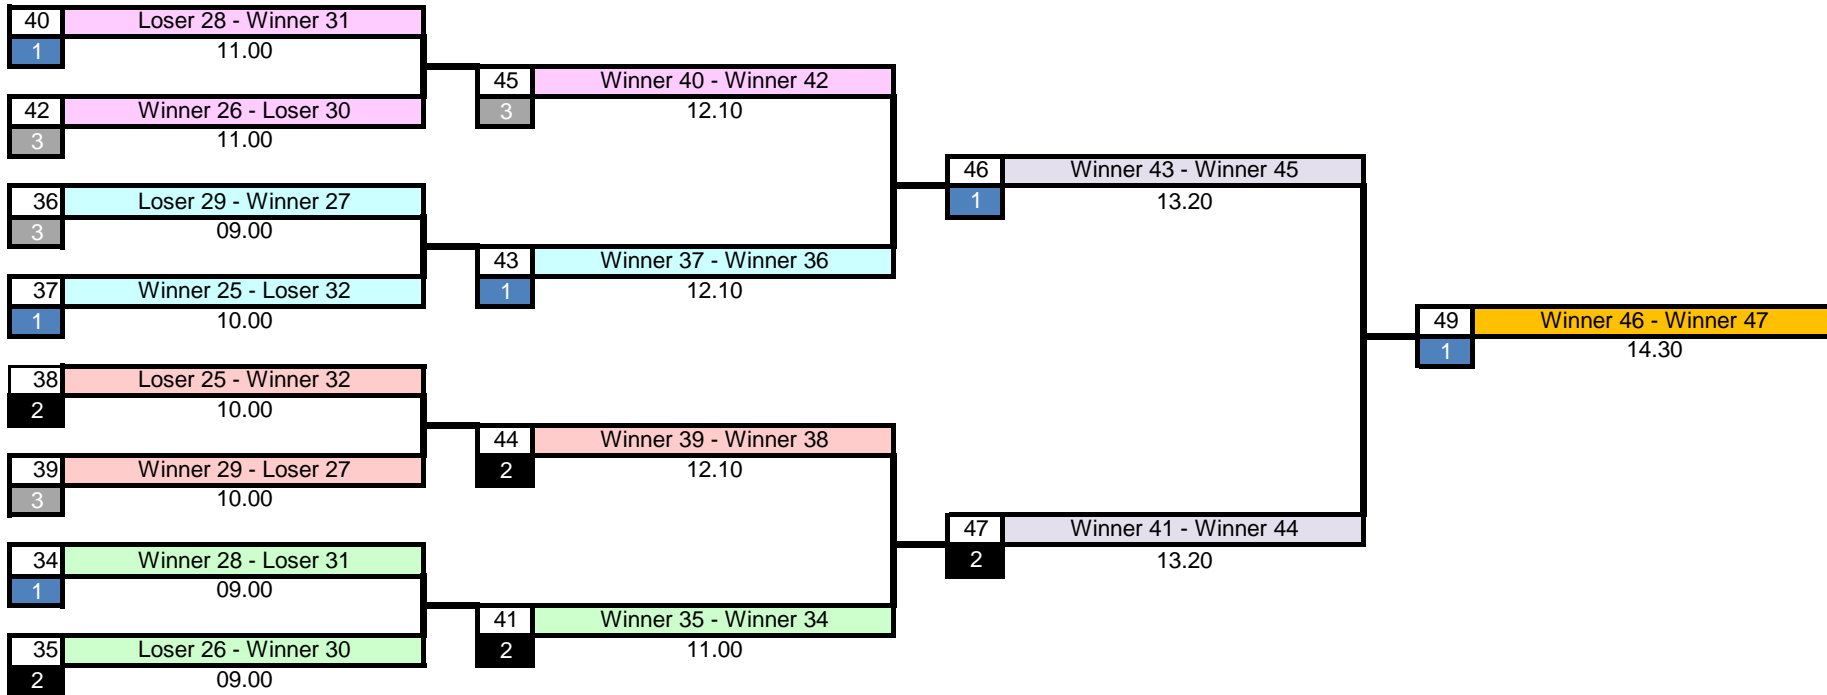 40 Loser 28 - Winner 31
1 11.00
45 Winner 40 - Winner 42
42 Winner 26 - Loser 30
3 12.10
3 11.00
46 Winner 43 - Winner 45
36 Loser 29 - Winner 27
1 13.20
3 09.00
43 Winner 37 - Winner 36
37 Winner 25 - Loser 32
1 12.10
1 10.00
49 Winner 46 - Winner 47
1 14.30
38 Loser 25 - Winner 32
2 10.00
44 Winner 39 - Winner 38
39 Winner 29 - Loser 27
2 12.10
3 10.00
47 Winner 41 - Winner 44
34 Winner 28 - Loser 31
2 13.20
1 09.00
41 Winner 35 - Winner 34
35 Loser 26 - Winner 30
2 11.00
2 09.00